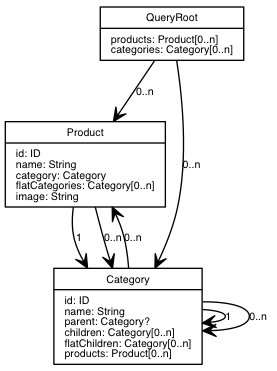 QueryRoot
products: Product[0..n]
categories: Category[0..n]
0..n
0..n
Product
id: ID
name: String
category: Category
flatCategories: Category[0..n]
image: String
1
0..n
0..n
Category
id: ID
name: String
parent: Category?
children: Category[0..n]
flatChildren: Category[0..n]
products: Product[0..n]
1
0..n